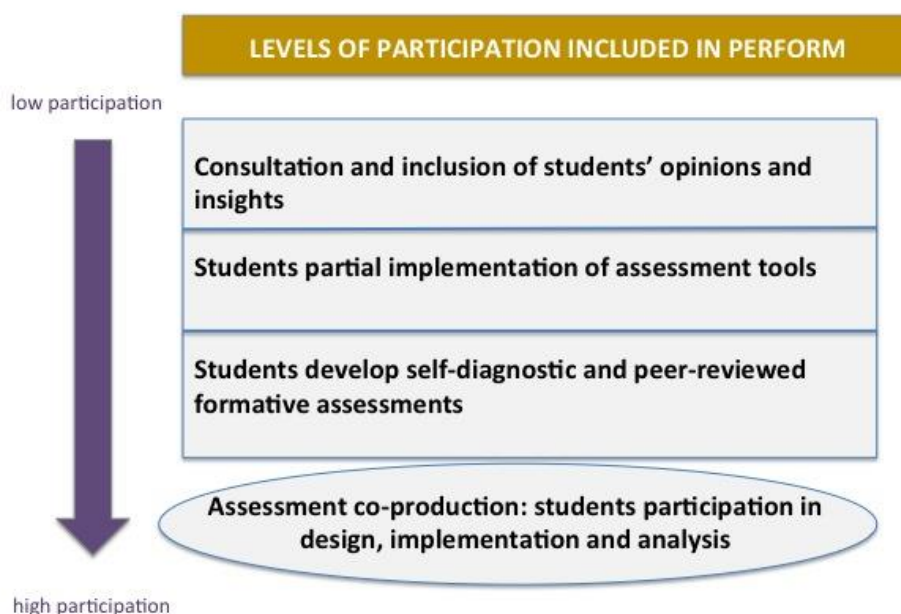 LEVELS OF PARTICIPATION INCLUDED IN PERFORM
low participation
Consultation and inclusion of students’ opinions and
insights
Students partial implementation of assessment tools
Students develop self-diagnostic and peer-reviewed
formative assessments
Assessment co-production: students participation in
design, implementation and analysis
high participation